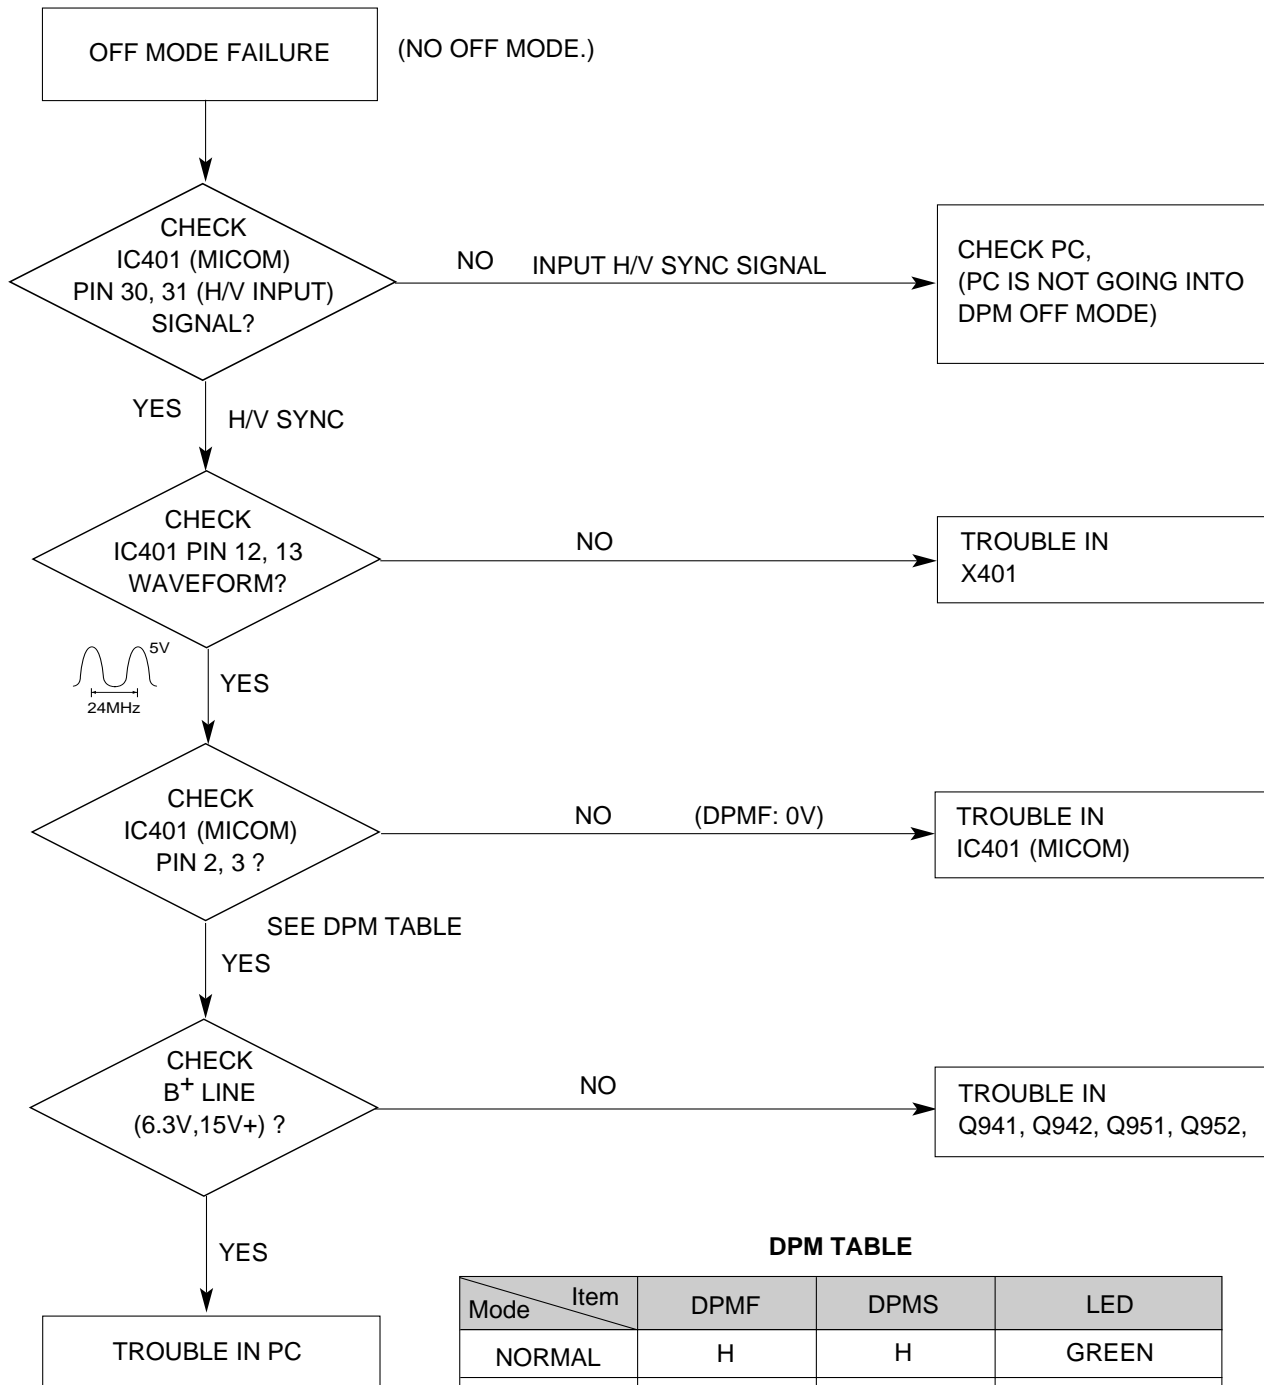 OFF MODE FAILURE
(NO OFF MODE.)
CHECK
IC401 (MICOM)
PIN 30, 31 (H/V INPUT)
SIGNAL?
NO
INPUT H/V SYNC SIGNAL
CHECK PC,
(PC IS NOT GOING INTO
DPM OFF MODE)
YES
H/V SYNC
CHECK
IC401 PIN 12, 13
WAVEFORM?
NO
TROUBLE IN
X401
5V
24MHz
YES
CHECK
IC401 (MICOM)
PIN 2, 3 ?
NO
(DPMF: 0V)
TROUBLE IN
IC401 (MICOM)
SEE DPM TABLE
YES
CHECK
B+ LINE
(6.3V,15V+) ?
NO
TROUBLE IN
Q941, Q942, Q951, Q952,
YES
TROUBLE IN PC
DPM TABLE
Mode Item DPMF DPMS LED
NORMAL H H GREEN